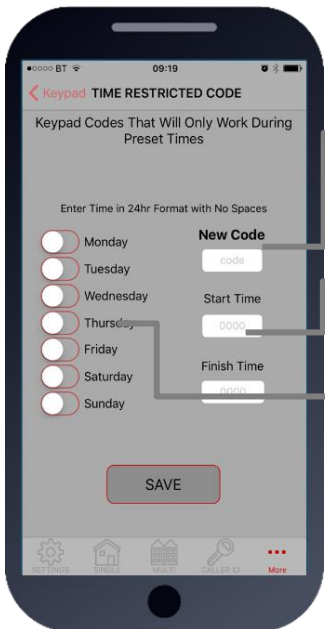 ●○○○○ BT 09:19
Keypad TIME RESTRICTED CODE
Keypad Codes That Will Only Work During
Preset Times
Enter Time in 24hr Format with No Spaces
Monday
Tuesday
Wednesday
Thursday
Friday
Saturday
Sunday
New Code
code
Start Time
0000
Finish Time
0000
SAVE
SETTINGS SINGLE MULTI CALLER ID More